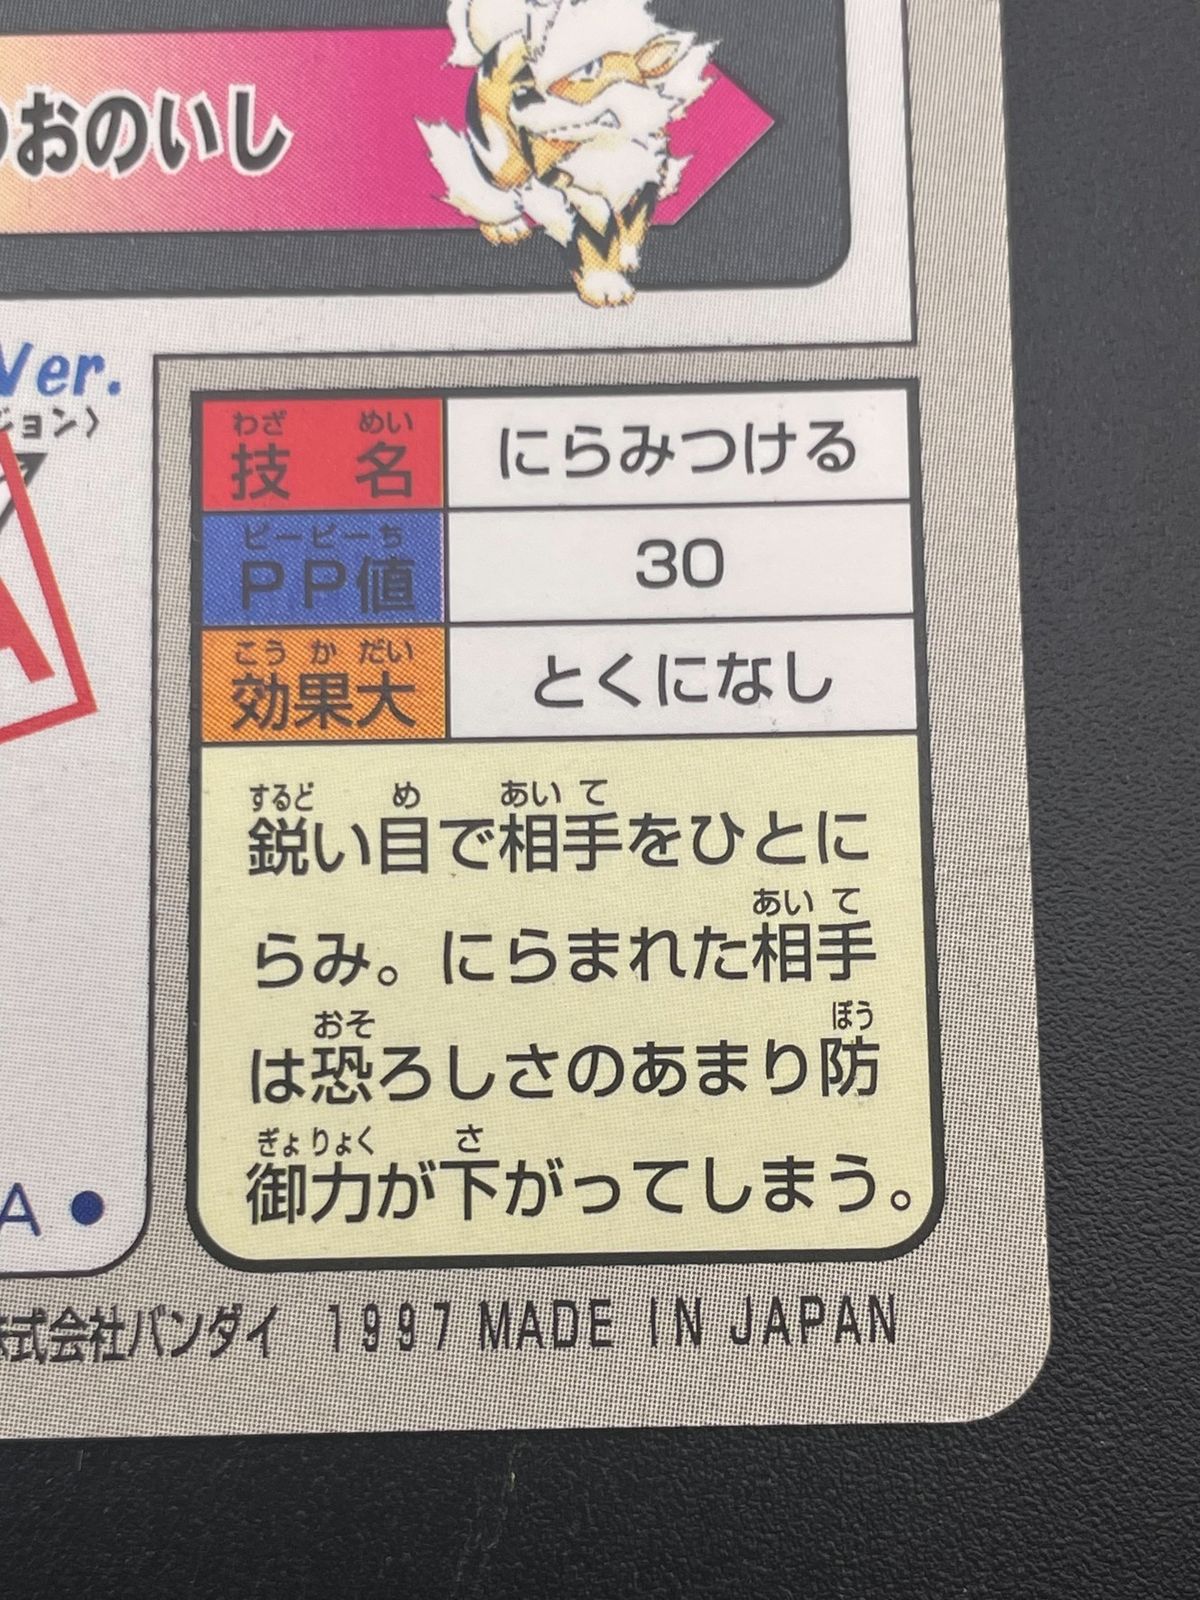 おのいし
Ver.
ジョン〉
わざ めい
技 名
にらみつける
ピーピーち
PP値
30
こう か だい
効果大
とくになし
するど め あい て
鋭い目で相手をひとに
あい て
らみ。にらまれた相手
おそ ぼう
は恐ろしさのあまり防
ぎょ りょく さ
御力が下がってしまう。
A ●
式会社バンダイ 1997 MADE IN JAPAN